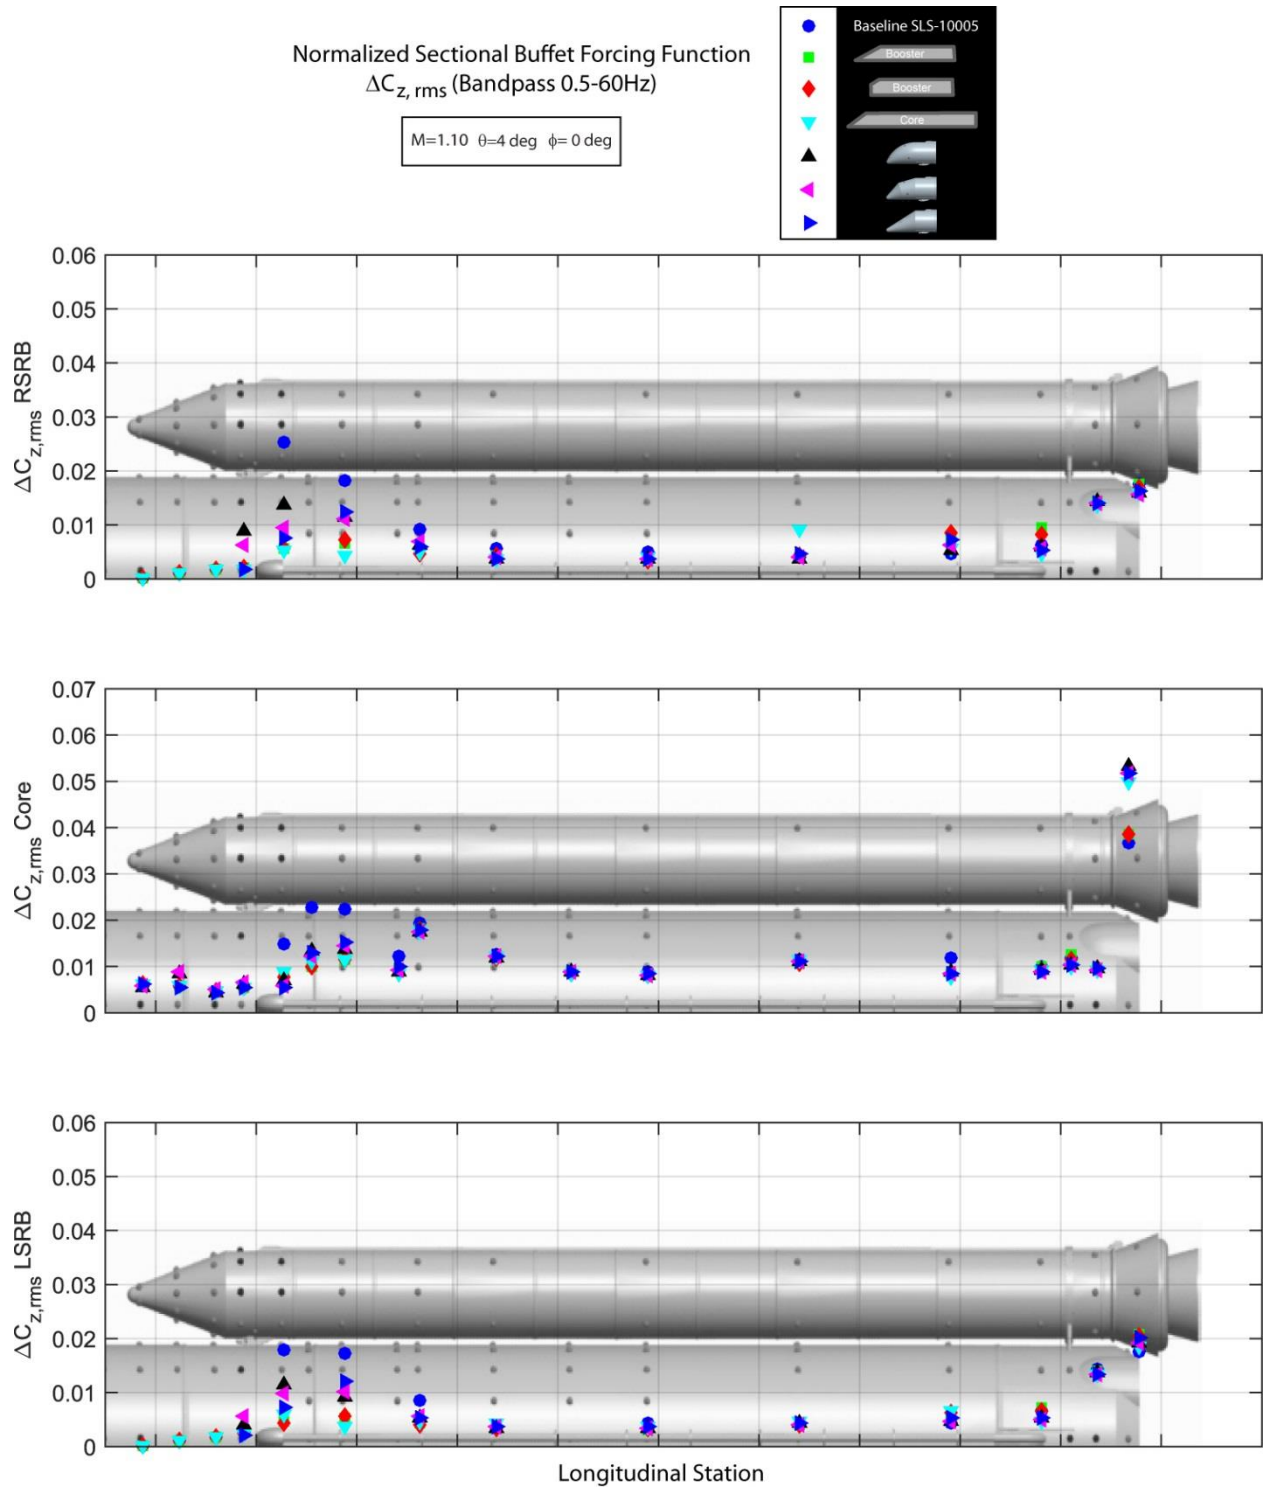 Normalized Sectional Buffet Forcing Function
ΔCz, rms (Bandpass 0.5-60Hz)
M=1.10 θ=4 deg ϕ= 0 deg
Baseline SLS-10005
Booster
Booster
Core
0.06
0.05
0.04
0.03
0.02
0.01
0
ΔCz,rms RSRB
0.07
0.06
0.05
0.04
0.03
0.02
0.01
0
ΔCz,rms Core
0.06
0.05
0.04
0.03
0.02
0.01
0
ΔCz,rms LSRB
Longitudinal Station